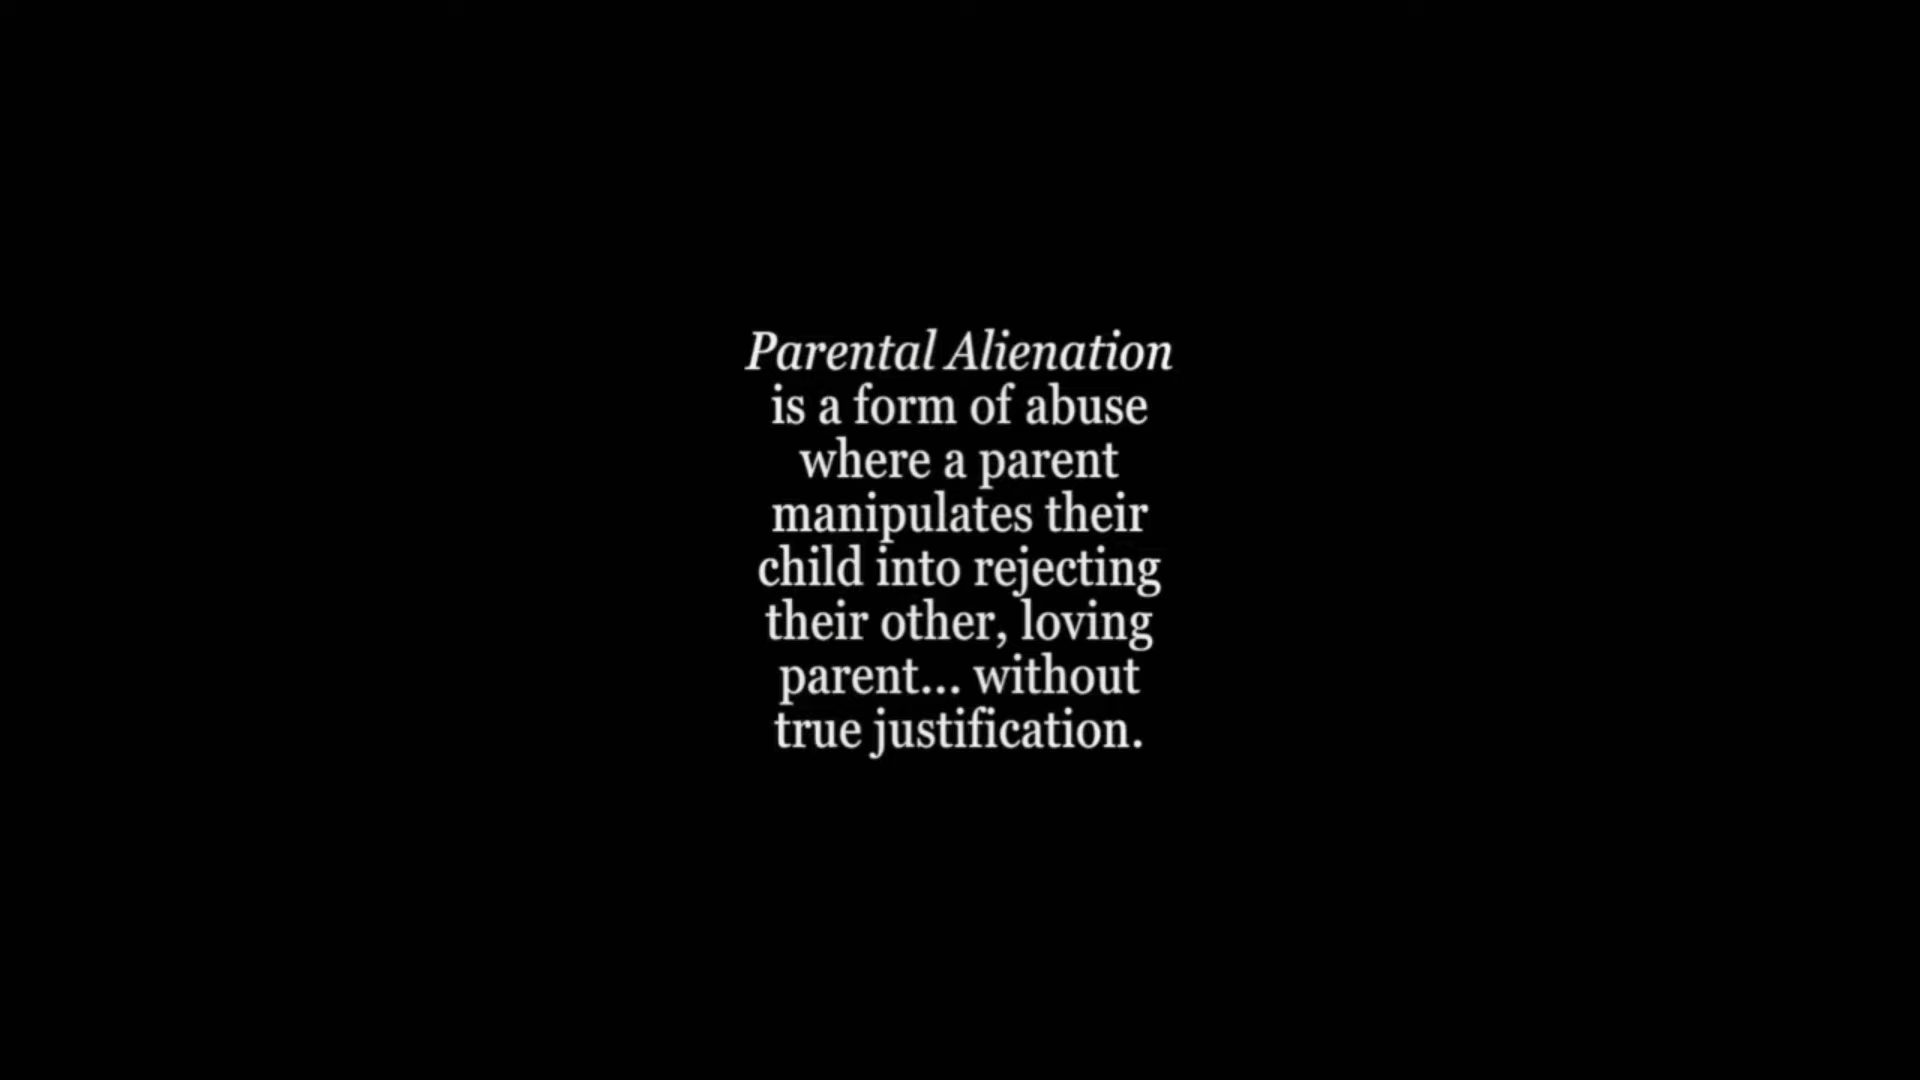 Parental Alienation
is a form of abuse
where a parent
manipulates their
child into rejecting
their other, loving
parent... without
true justification.